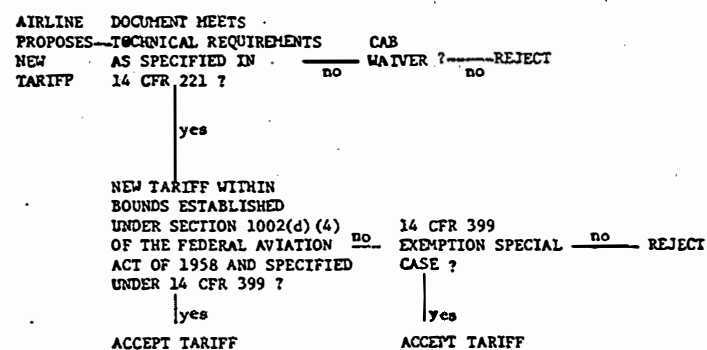 AIRLINE DOCUMENT MEETS
PROPOSES TECHNICAL REQUIREMENTS CAB
NEW AS SPECIFIED IN no WAIVER ? no REJECT
TARIFF 14 CFR 221 ?
yes
NEW TARIFF WITHIN
BOUNDS ESTABLISHED
UNDER SECTION 1002(d)(4) 14 CFR 399
OF THE FEDERAL AVIATION no EXEMPTION SPECIAL no REJECT
ACT OF 1958 AND SPECIFIED CASE ?
UNDER 14 CFR 399 ?
yes yes
ACCEPT TARIFF ACCEPT TARIFF